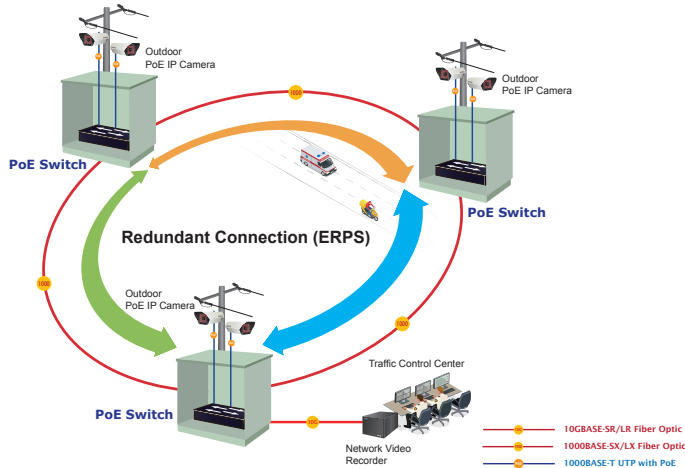 Outdoor
PoE IP Camera
PoE Switch
1000
Outdoor
PoE IP Camera
PoE Switch
Redundant Connection (ERPS)
1000
1000
Outdoor
PoE IP Camera
PoE Switch
10G
Traffic Control Center
Network Video
Recorder
10GBASE-SR/LR Fiber Optic
1000BASE-SX/LX Fiber Optic
1000BASE-T UTP with PoE